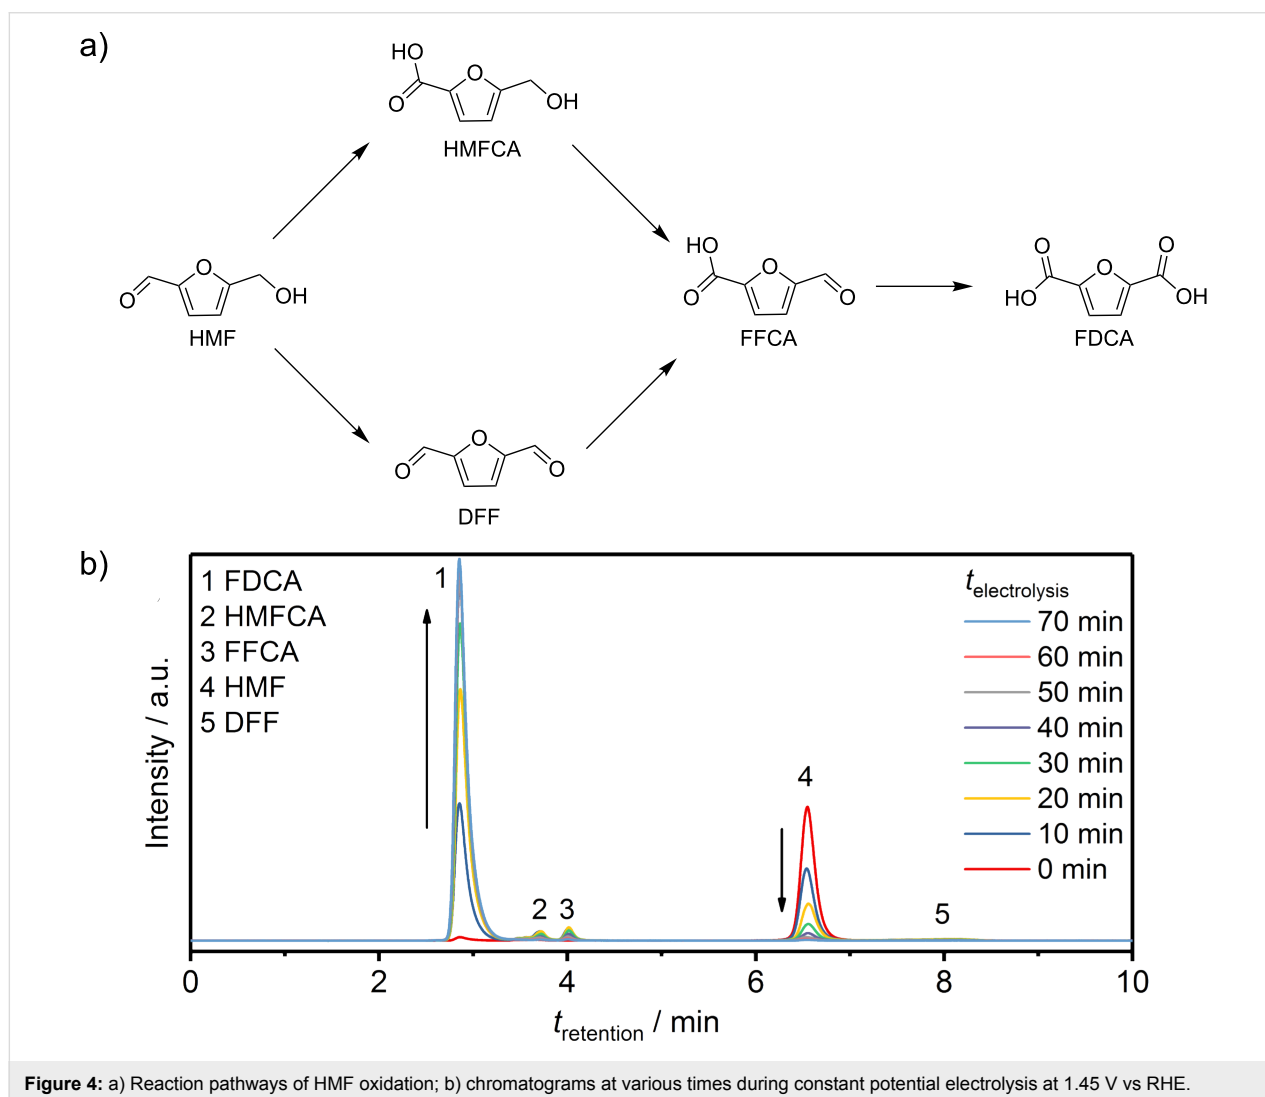 a)
HO
O
O
OH
HMFCA
O
O
OH
HMF
HO
O
O
O
FFCA
O
HO
O
O
OH
FDCA
O
O
O
DFF
b)
1 FDCA
2 HMFCA
3 FFCA
4 HMF
5 DFF
1
2
3
4
5
telectrolysis
70 min
60 min
50 min
40 min
30 min
20 min
10 min
0 min
Intensity / a.u.
0 2 4 6 8 10
tretention / min
Figure 4: a) Reaction pathways of HMF oxidation; b) chromatograms at various times during constant potential electrolysis at 1.45 V vs RHE.